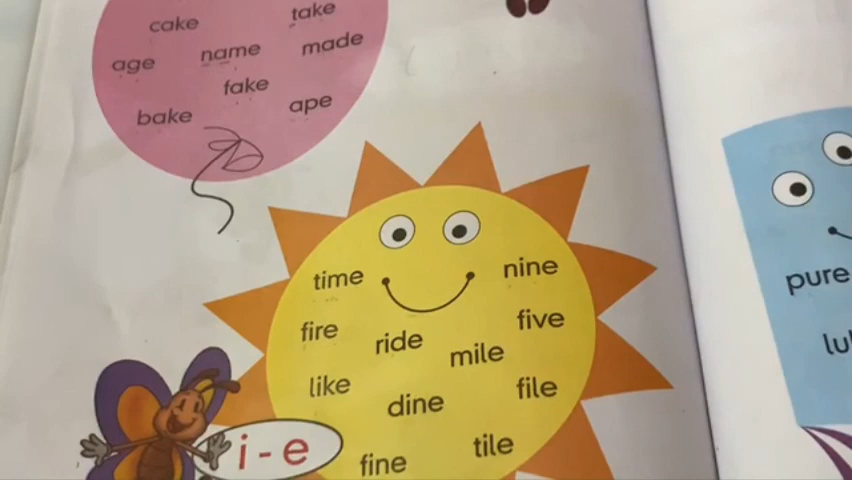 cake take
age name made
fake
bake ape
time nine
fire ride five
mile
like dine file
fine tile
i-e
pure